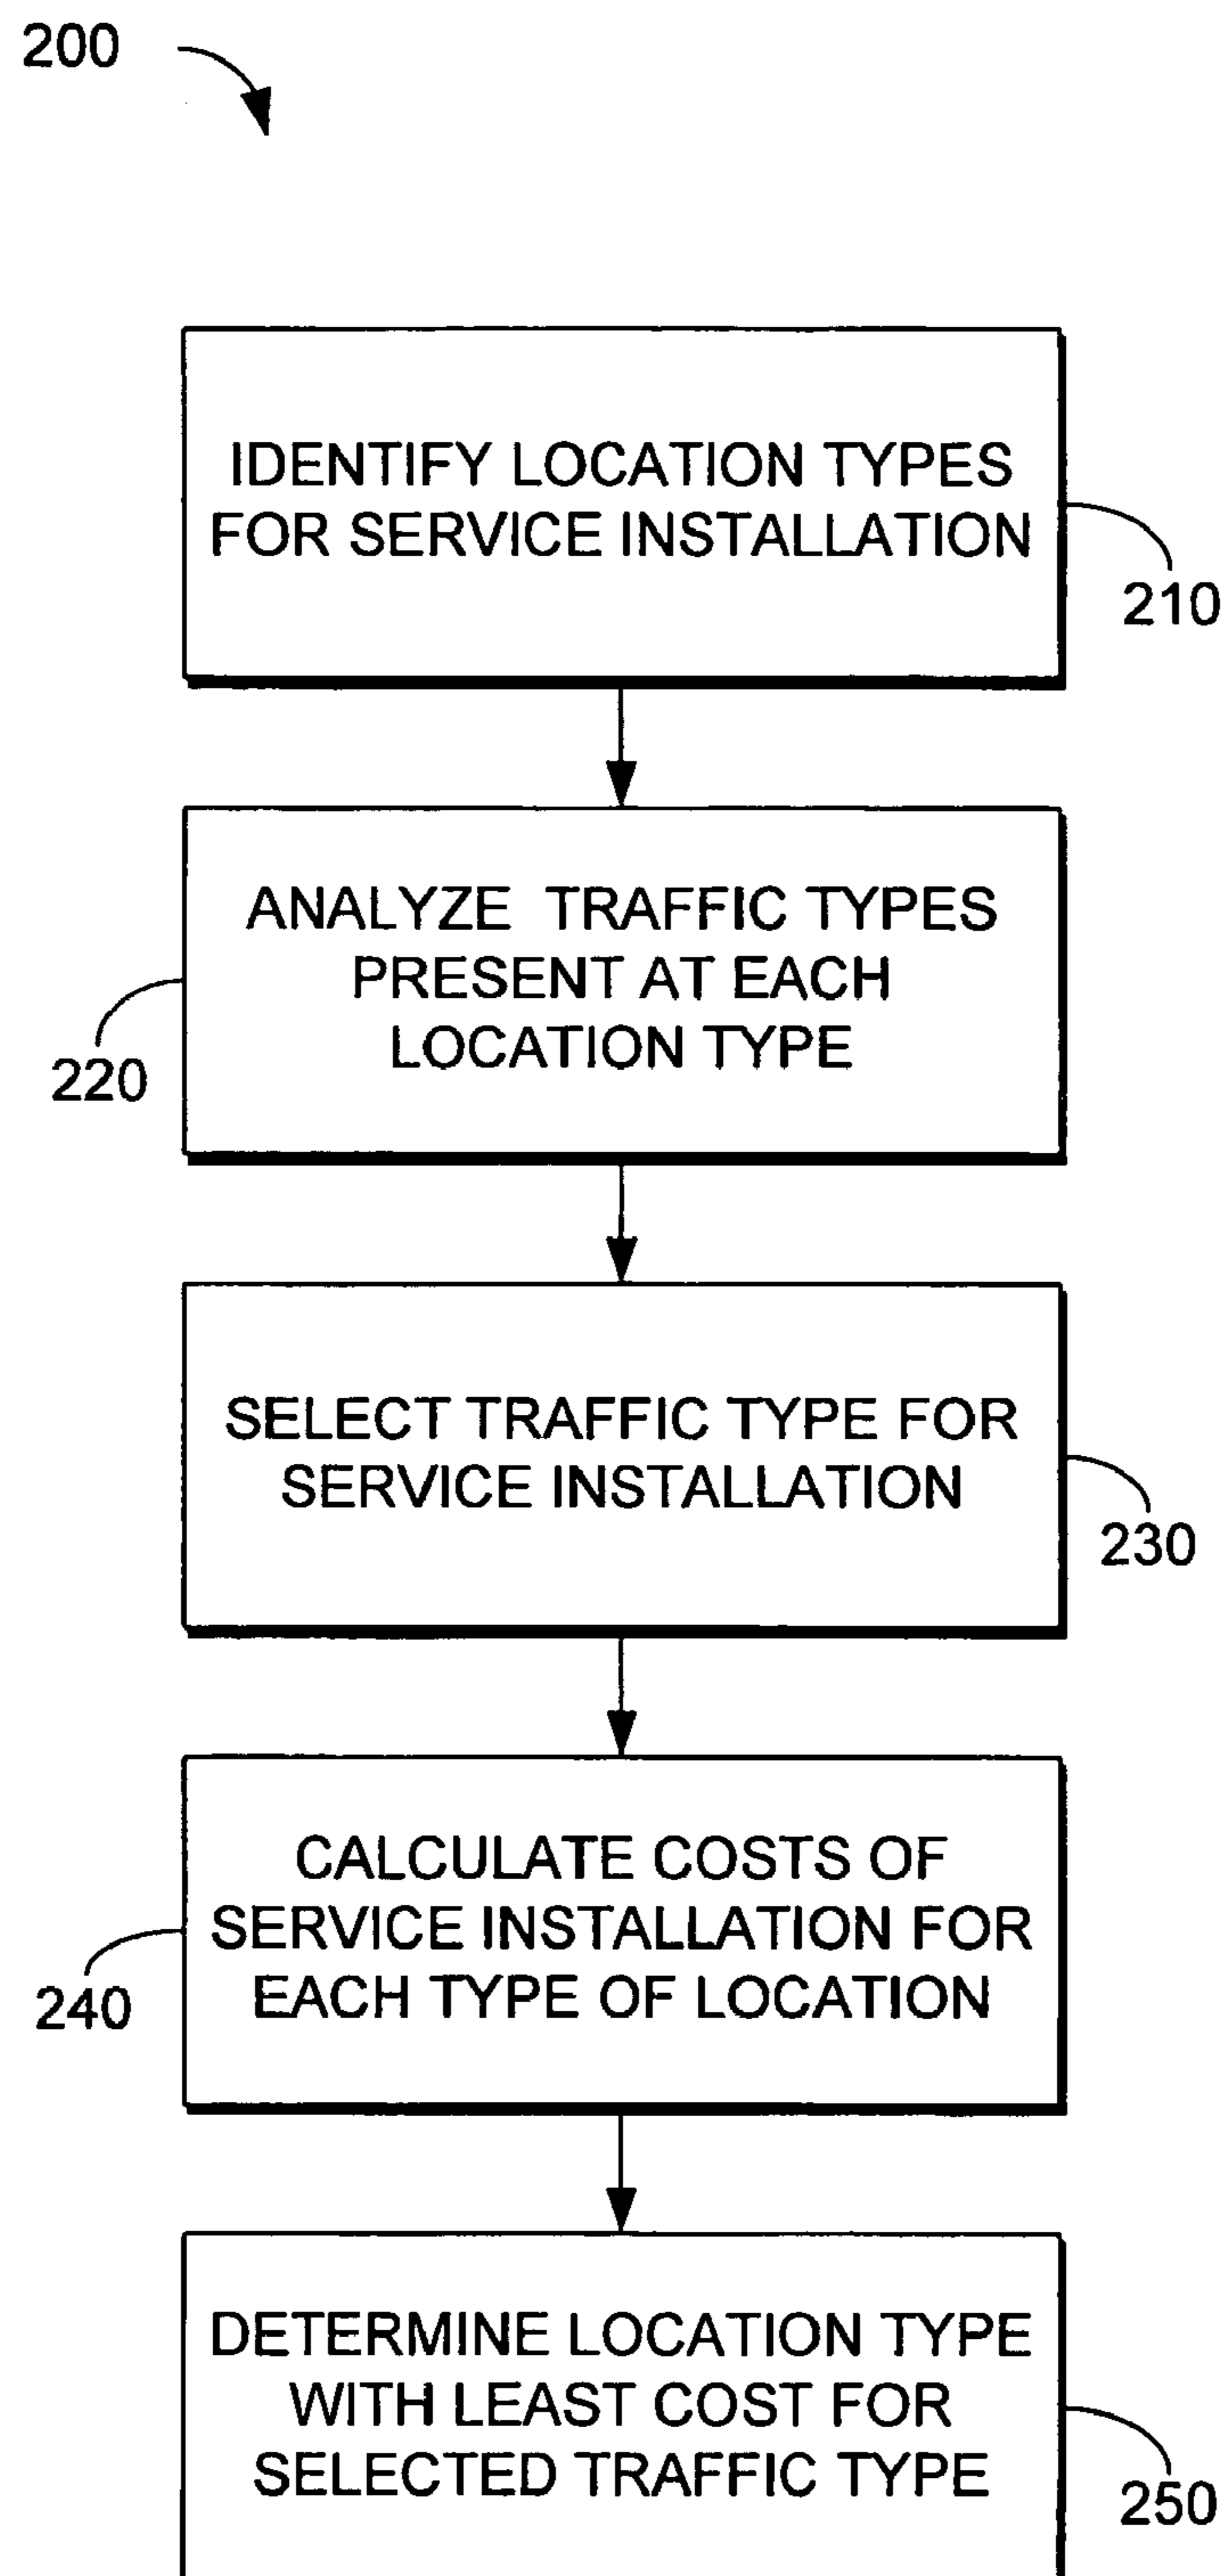 200
IDENTIFY LOCATION TYPES
FOR SERVICE INSTALLATION
210
ANALYZE TRAFFIC TYPES
PRESENT AT EACH
LOCATION TYPE
220
SELECT TRAFFIC TYPE FOR
SERVICE INSTALLATION
230
CALCULATE COSTS OF
SERVICE INSTALLATION FOR
EACH TYPE OF LOCATION
240
DETERMINE LOCATION TYPE
WITH LEAST COST FOR
SELECTED TRAFFIC TYPE
250